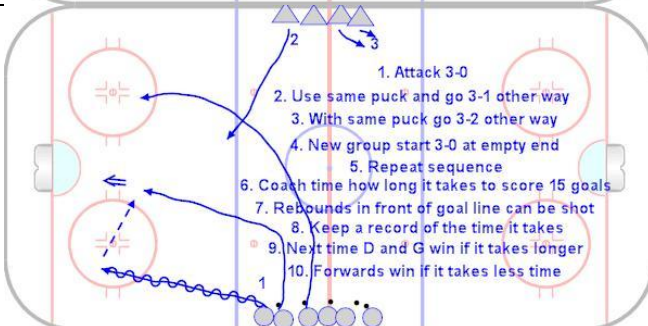 2
3
1. Attack 3-0
2. Use same puck and go 3-1 other way
3. With same puck go 3-2 other way
4. New group start 3-0 at empty end
5. Repeat sequence
6. Coach time how long it takes to score 15 goals
7. Rebounds in front of goal line can be shot
8. Keep a record of the time it takes
9. Next time D and G win if it takes longer
10. Forwards win if it takes less time
1